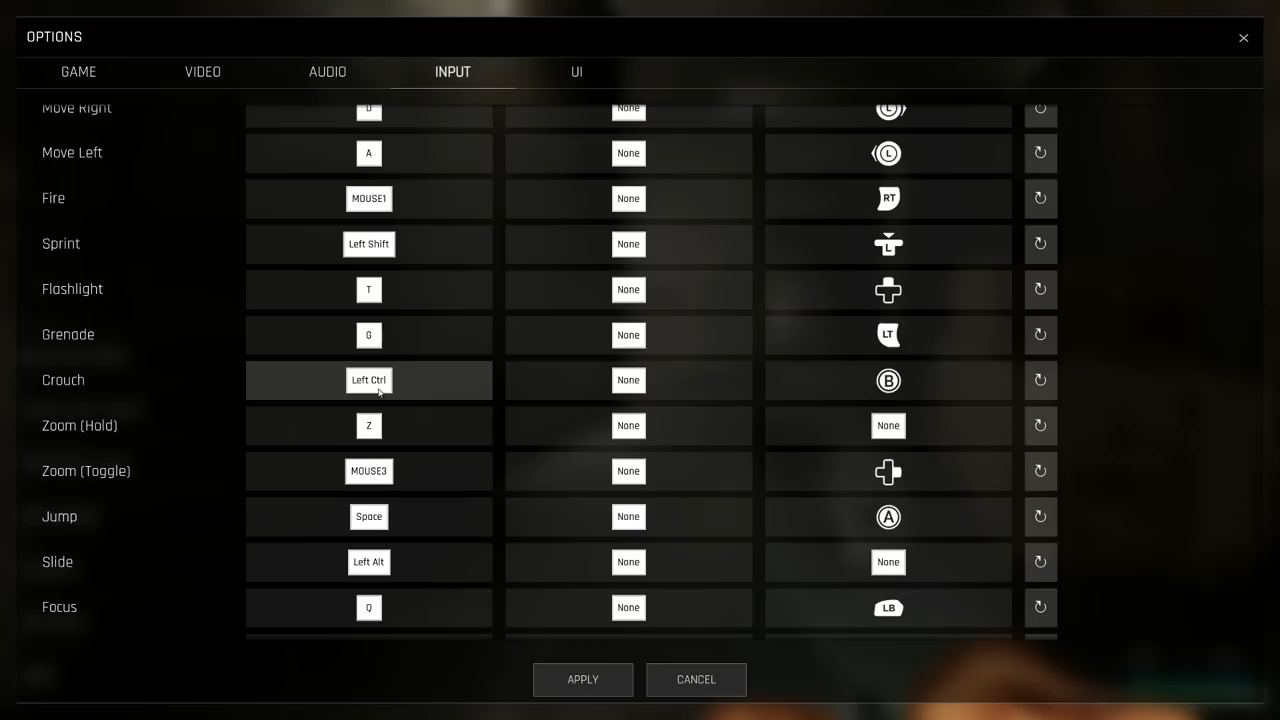 OPTIONS ×
GAME VIDEO AUDIO INPUT UI
Move Right D None L
Move Left A None L
Fire MOUSE1 None RT
Sprint Left Shift None L
Flashlight T None
Grenade G None LT
Crouch Left Ctrl None B
Zoom (Hold) Z None None
Zoom (Toggle) MOUSE3 None
Jump Space None A
Slide Left Alt None None
Focus Q None LB
APPLY CANCEL